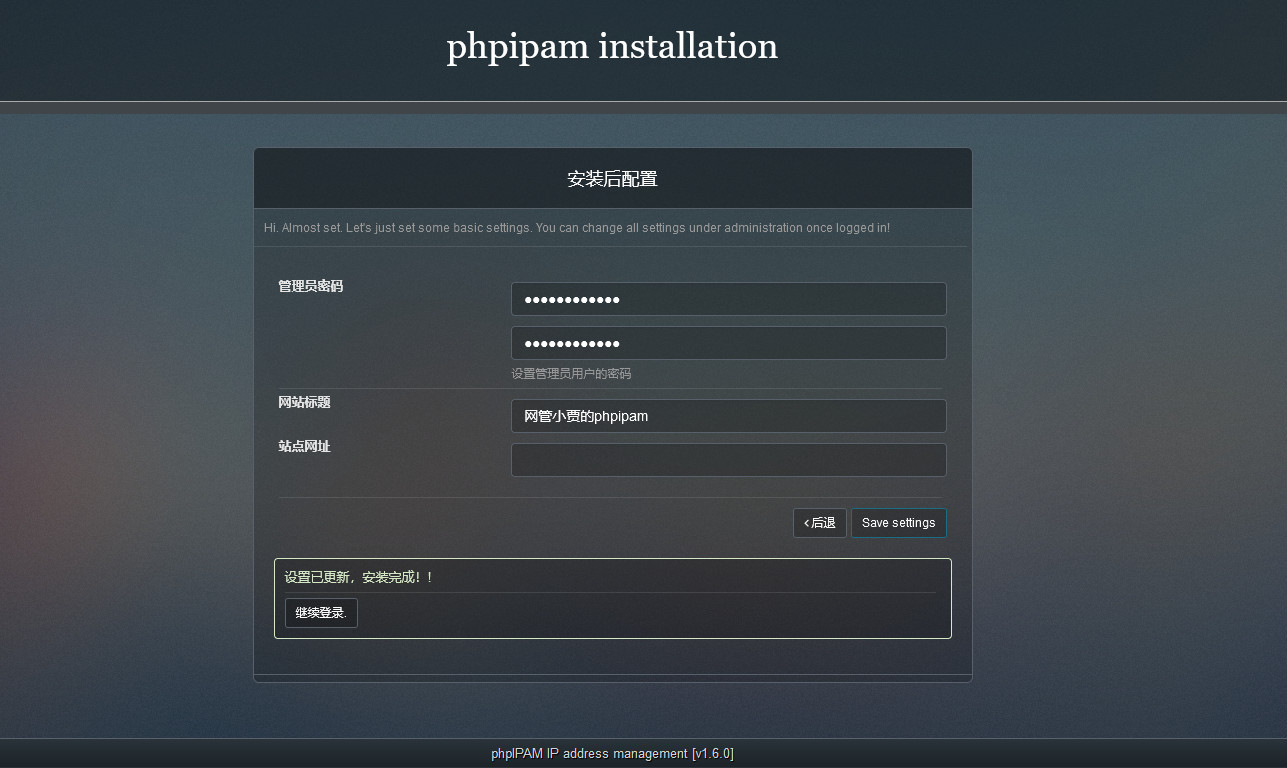 phpipam installation
安装后配置
Hi. Almost set. Let's just set some basic settings. You can change all settings under administration once logged in!
管理员密码
●●●●●●●●●●●●
●●●●●●●●●●●●
设置管理员用户的密码
网站标题
网管小贾的phpipam
站点网址
<后退 Save settings
设置已更新，安装完成！！
继续登录.
phpIPAM IP address management [v1.6.0]